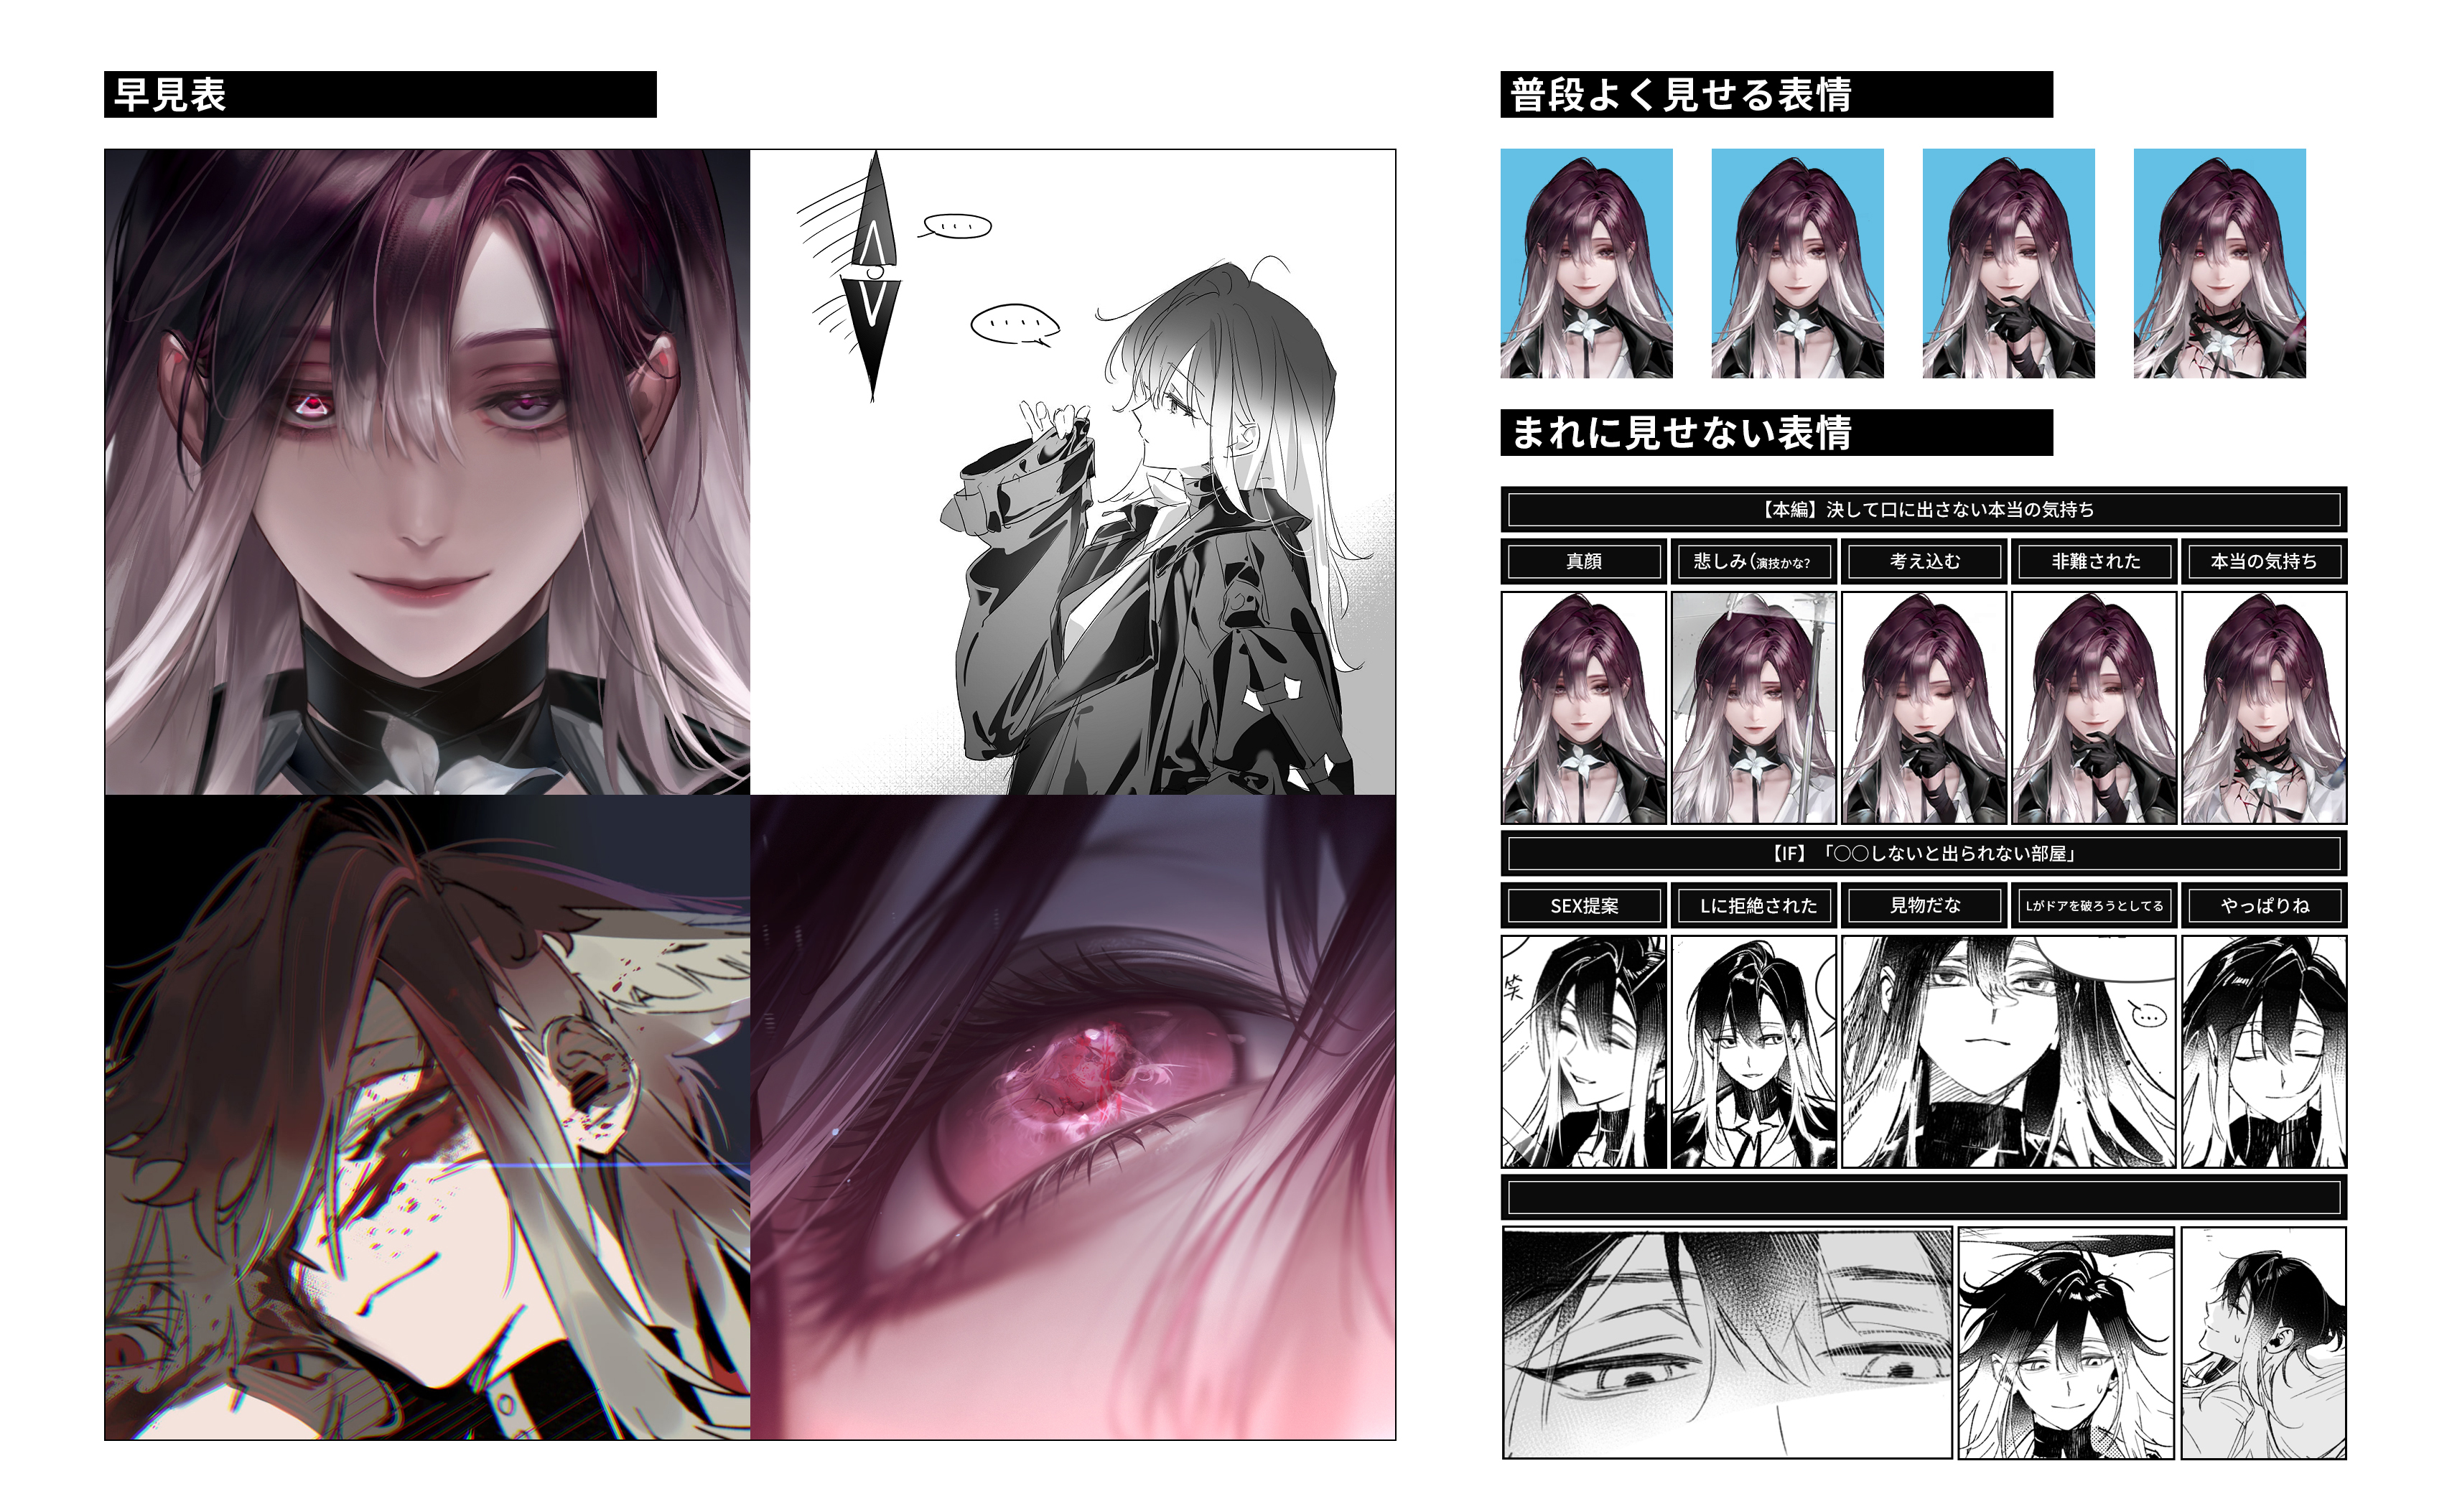 早見表
普段よく見せる表情
まれに見せない表情
【本編】決して口に出さない本当の気持ち
真顔
悲しみ(演技かな?
考え込む
非難された
本当の気持ち
【IF】「○○しないと出られない部屋」
SEX提案
Lに拒絶された
見物だな
Lがドアを破ろうとしてる
やっぱりね
笑